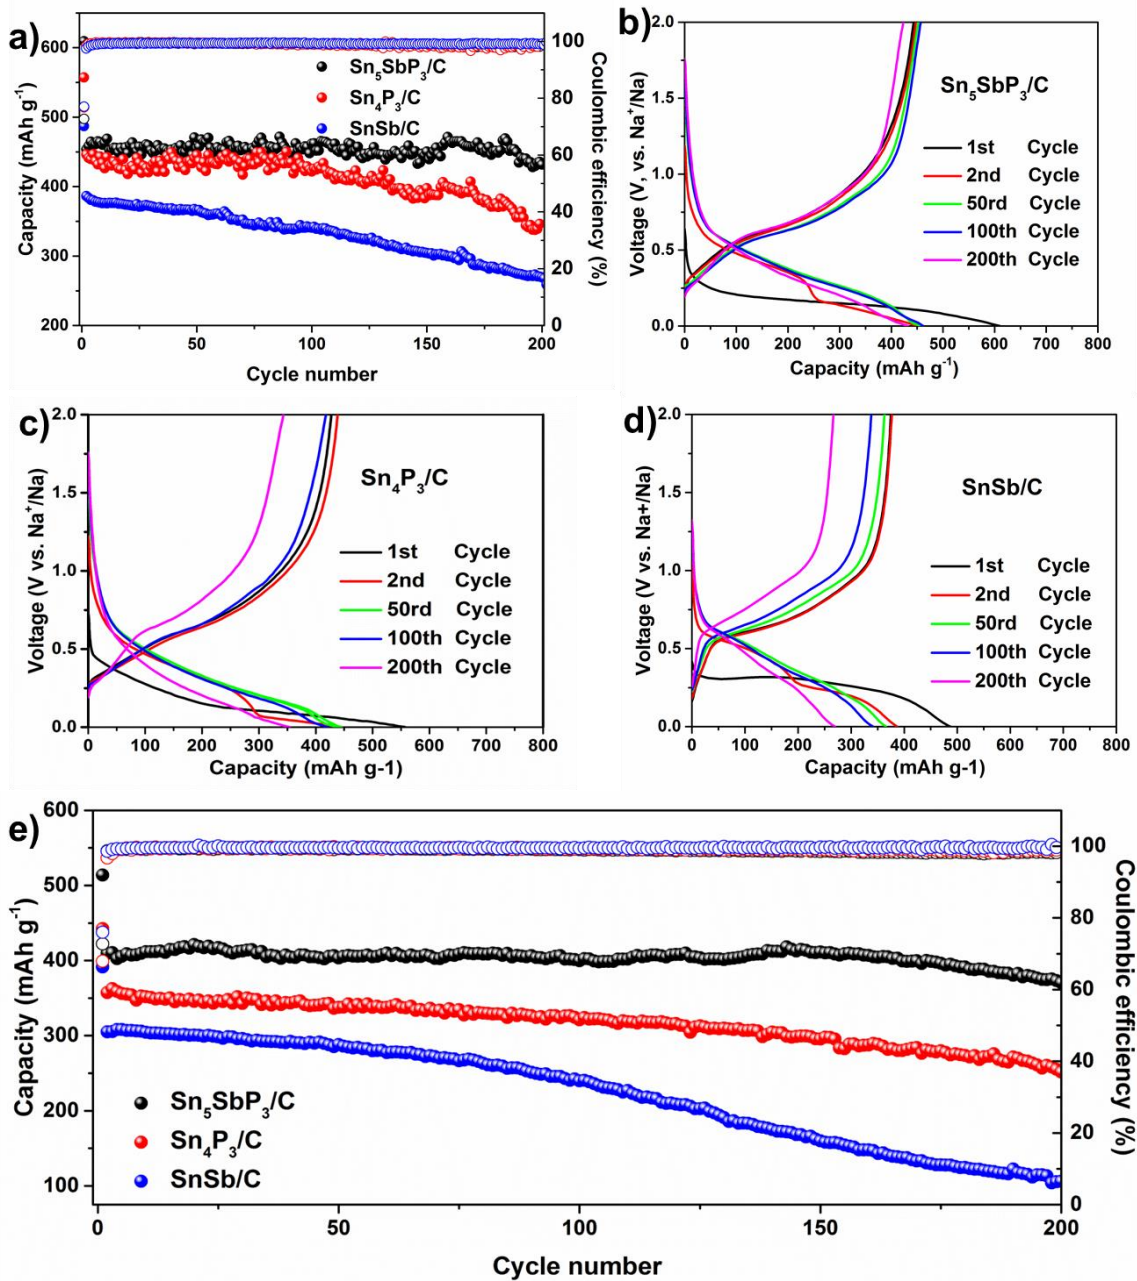 a)
600
500
400
300
200
Capacity (mAh g⁻¹)
100
80
60
40
20
0
Coulombic efficiency (%)
Sn₅SbP₃/C
Sn₄P₃/C
SnSb/C
0 50 100 150 200
Cycle number
b)
2.0
1.5
1.0
0.5
0.0
Voltage (V, vs. Na⁺/Na)
Sn₅SbP₃/C
1st Cycle
2nd Cycle
50rd Cycle
100th Cycle
200th Cycle
0 100 200 300 400 500 600 700 800
Capacity (mAh g⁻¹)
c)
2.0
1.5
1.0
0.5
0.0
Voltage (V vs. Na⁺/Na)
Sn₄P₃/C
1st Cycle
2nd Cycle
50rd Cycle
100th Cycle
200th Cycle
0 100 200 300 400 500 600 700 800
Capacity (mAh g-1)
d)
2.0
1.5
1.0
0.5
0.0
Voltage (V vs. Na+/Na)
SnSb/C
1st Cycle
2nd Cycle
50rd Cycle
100th Cycle
200th Cycle
0 100 200 300 400 500 600 700 800
Capacity (mAh g-1)
e)
600
500
400
300
200
100
Capacity (mAh g⁻¹)
100
80
60
40
20
0
Coulombic efficiency (%)
Sn₅SbP₃/C
Sn₄P₃/C
SnSb/C
0 50 100 150 200
Cycle number